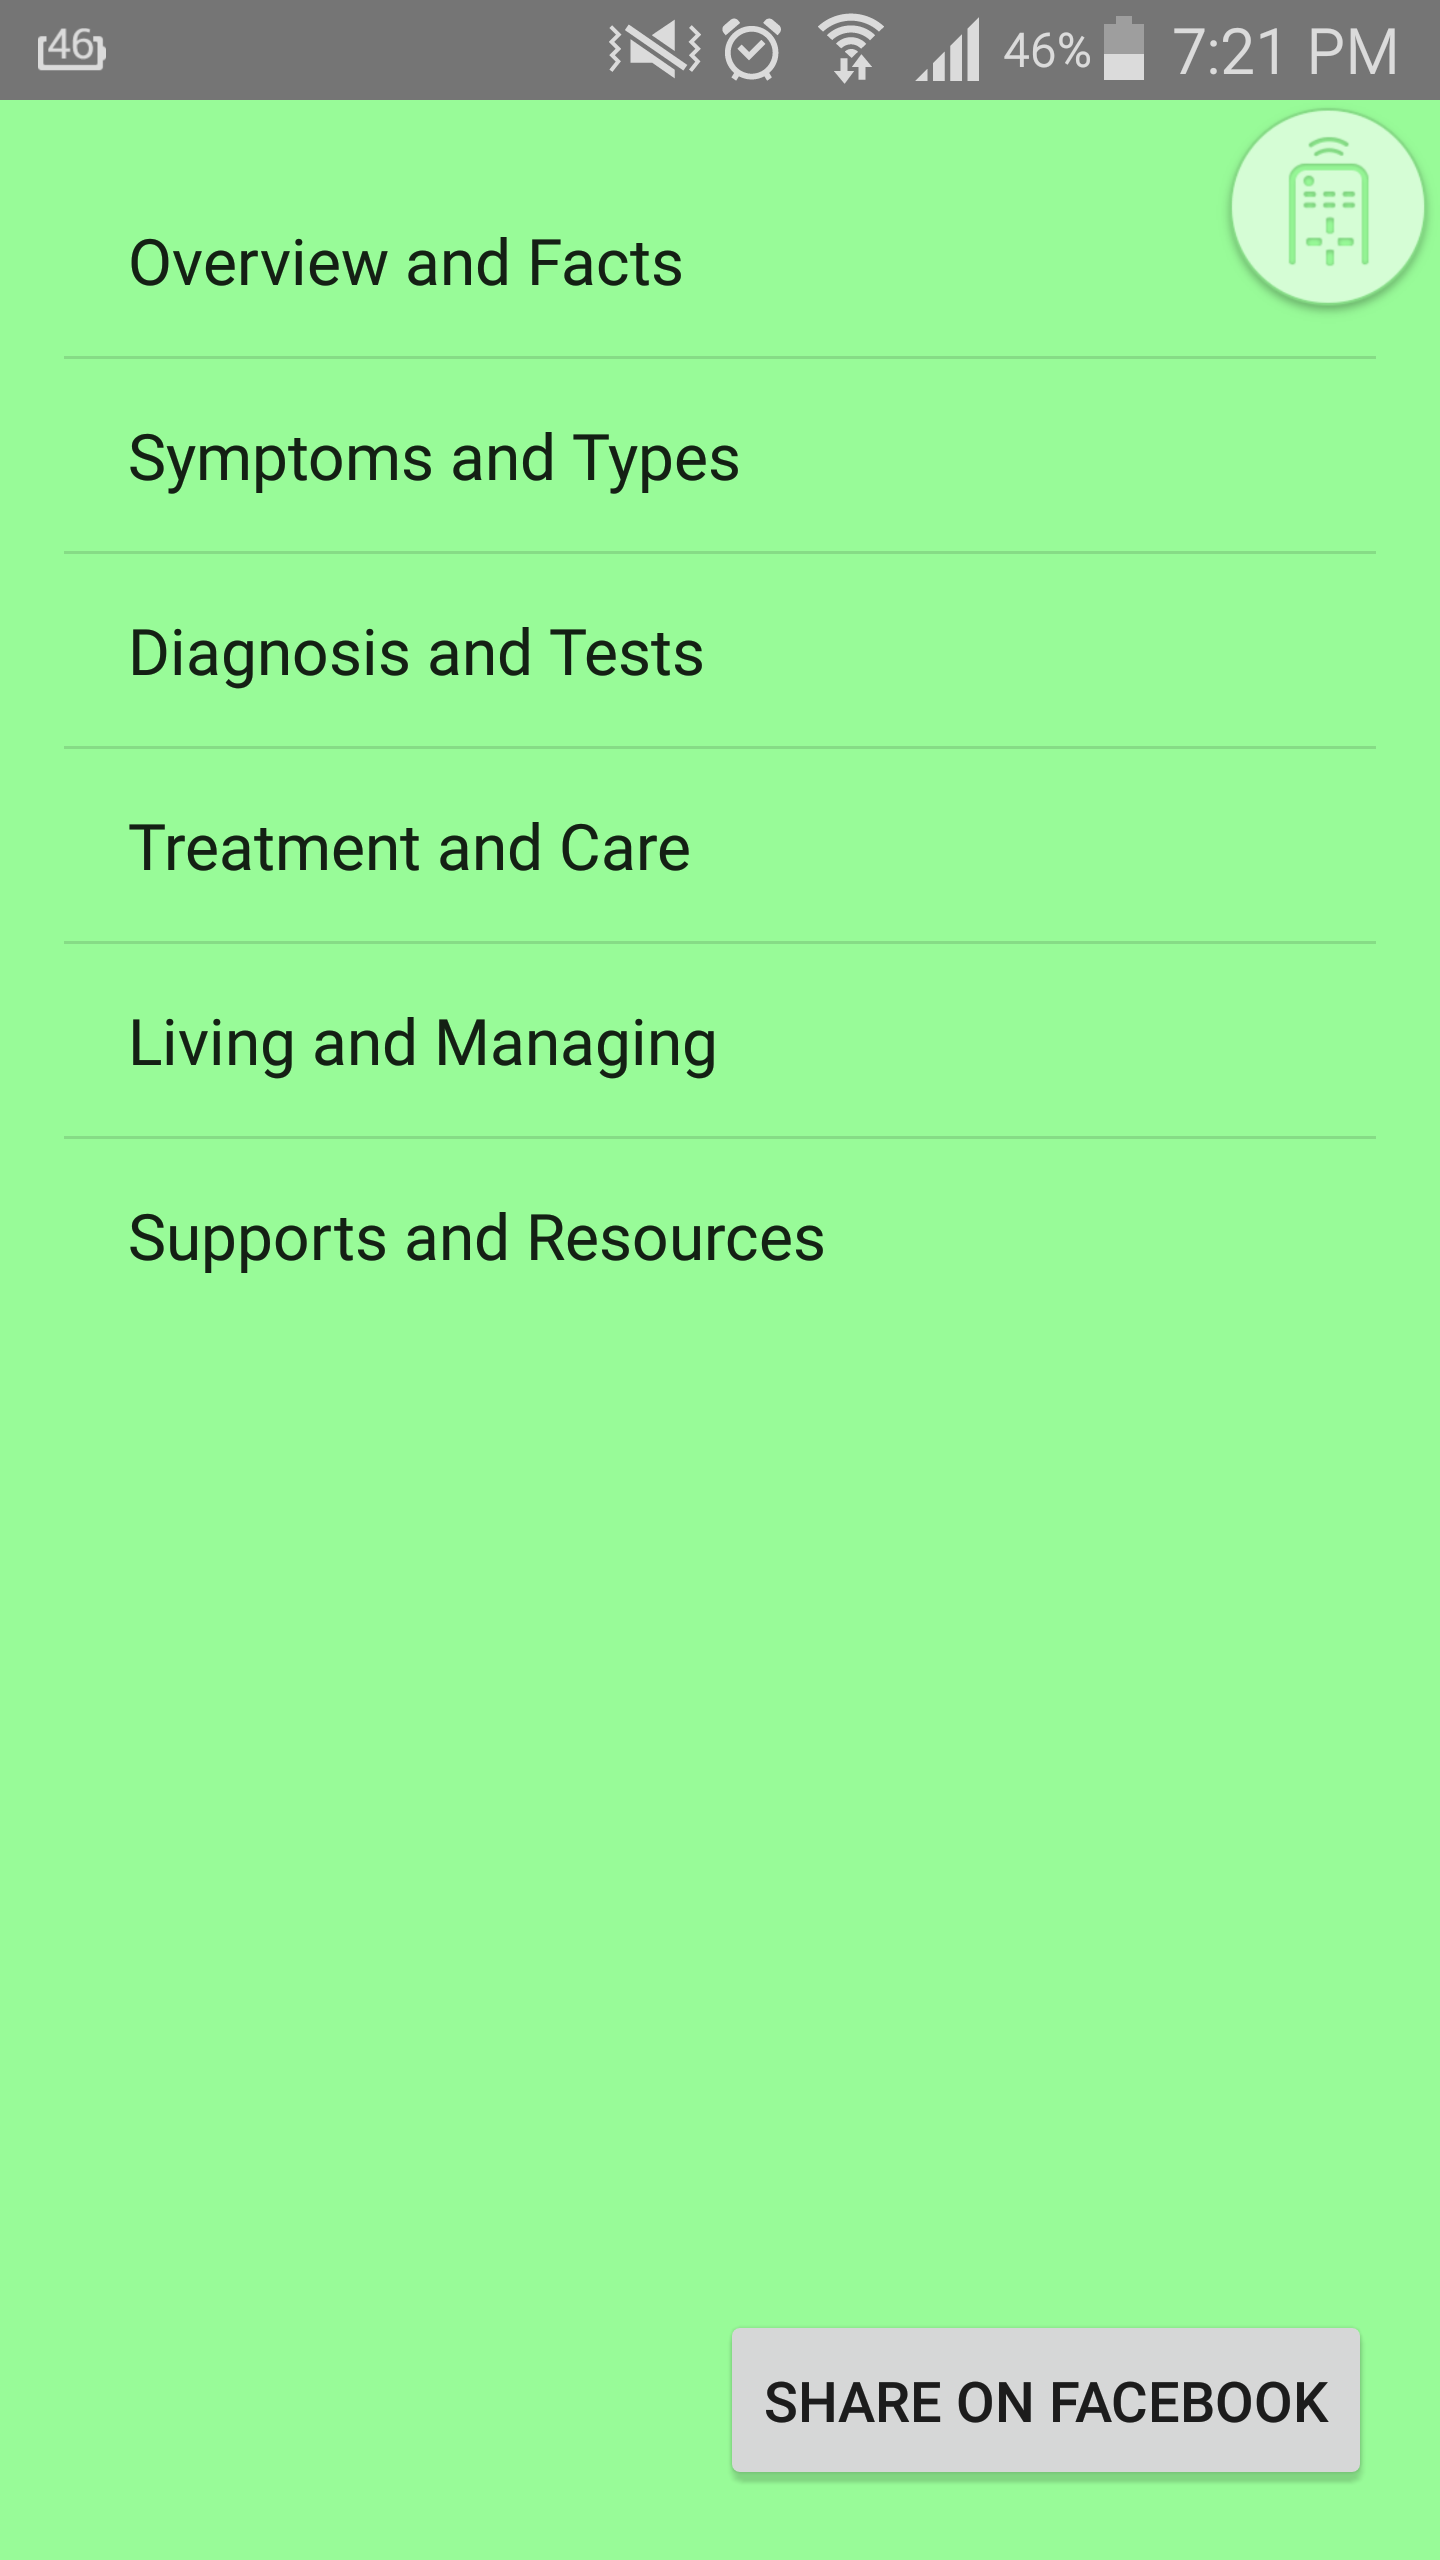 46 46% 7:21 PM
Overview and Facts
Symptoms and Types
Diagnosis and Tests
Treatment and Care
Living and Managing
Supports and Resources
SHARE ON FACEBOOK